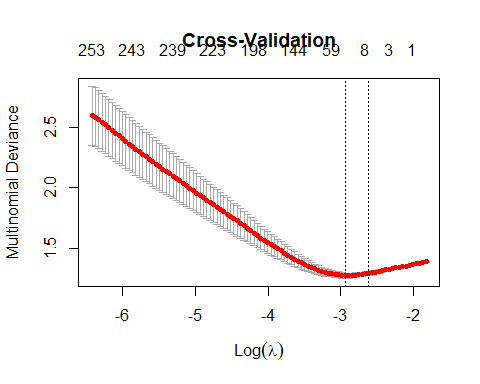 Cross-Validation
253 243 239 223 198 144 59 8 3 1
Multinomial Deviance
2.5
2.0
1.5
-6 -5 -4 -3 -2
Log(λ)